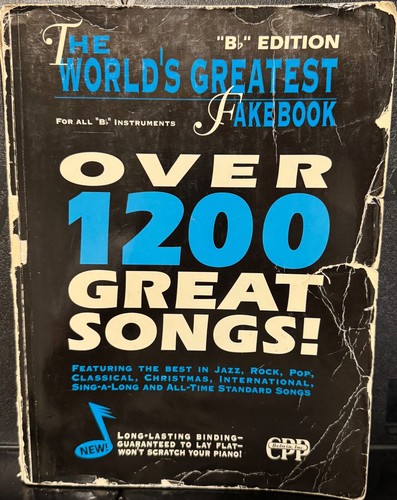 "B♭" EDITION
THE
WORLD'S GREATEST
FAKEBOOK
FOR ALL "B♭" INSTRUMENTS
OVER
1200
GREAT
SONGS!
FEATURING THE BEST IN JAZZ, ROCK, POP,
CLASSICAL, CHRISTMAS, INTERNATIONAL,
SING-A-LONG AND ALL-TIME STANDARD SONGS
NEW!
LONG-LASTING BINDING—
GUARANTEED TO LAY FLAT—
WON'T SCRATCH YOUR PIANO!
CPP